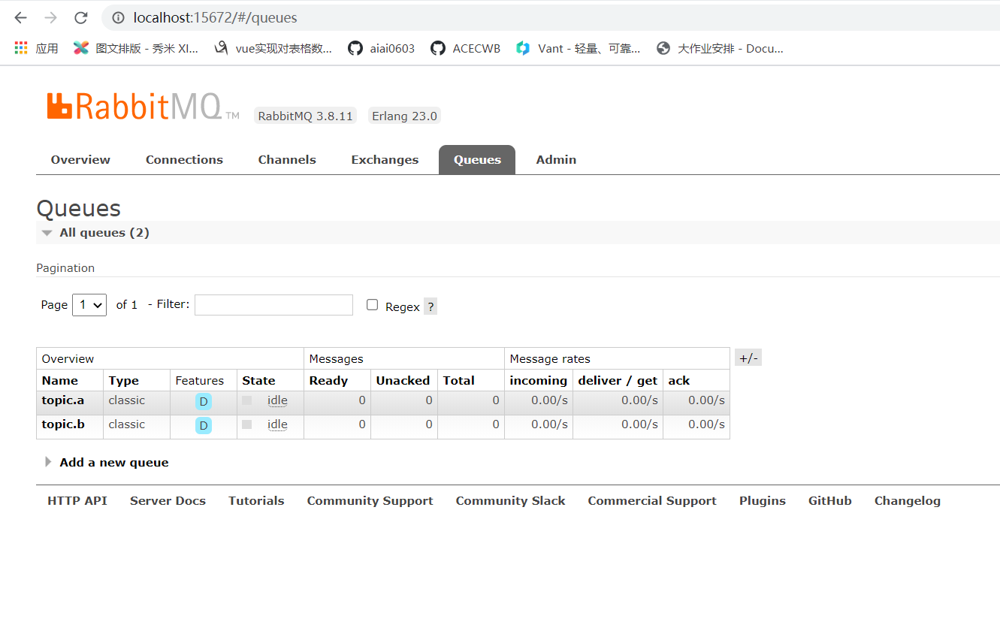 localhost:15672/#/queues
应用 图文排版 - 秀米 XI... vue实现对表格数... aiai0603 ACECWB Vant - 轻量、可靠... 大作业安排 - Docu...
RabbitMQ TM RabbitMQ 3.8.11 Erlang 23.0
Overview Connections Channels Exchanges Queues Admin
Queues
All queues (2)
Pagination
Page 1 of 1 - Filter: Regex ?
Overview Messages Message rates +/-
Name Type Features State Ready Unacked Total incoming deliver / get ack
topic.a classic D idle 0 0 0 0.00/s 0.00/s 0.00/s
topic.b classic D idle 0 0 0 0.00/s 0.00/s 0.00/s
Add a new queue
HTTP API Server Docs Tutorials Community Support Community Slack Commercial Support Plugins GitHub Changelog